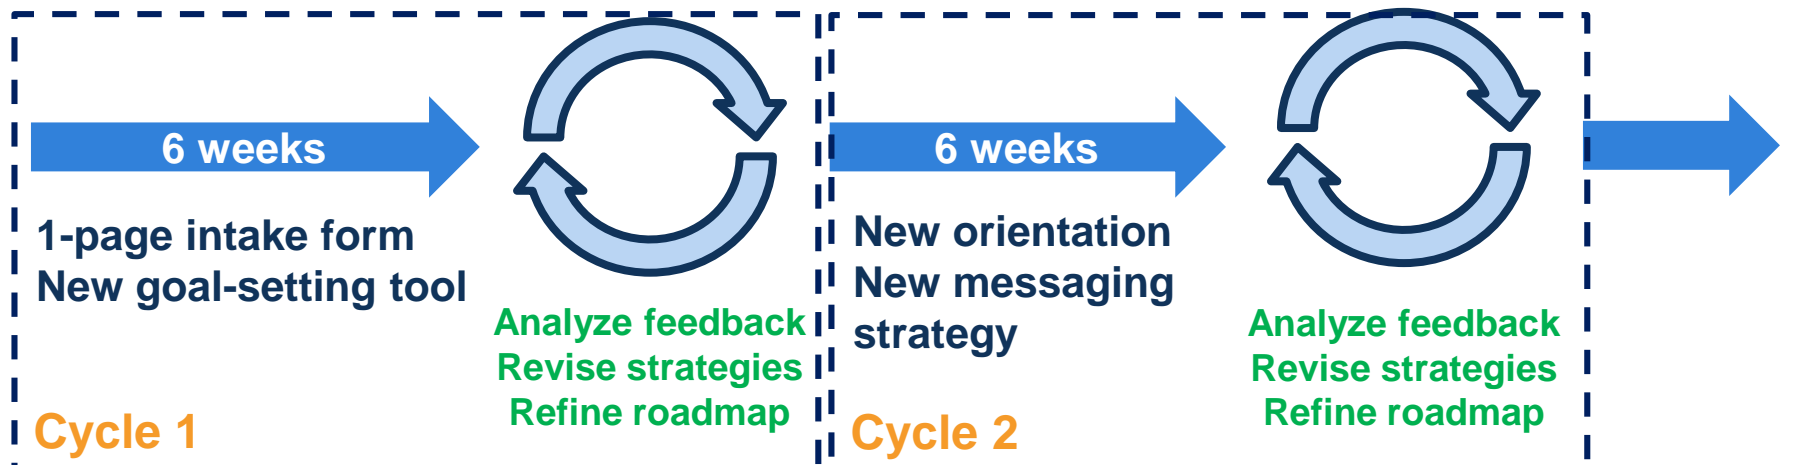 6 weeks
1-page intake form
New goal-setting tool
Analyze feedback
Revise strategies
Refine roadmap
Cycle 1
6 weeks
New orientation
New messaging
strategy
Analyze feedback
Revise strategies
Refine roadmap
Cycle 2